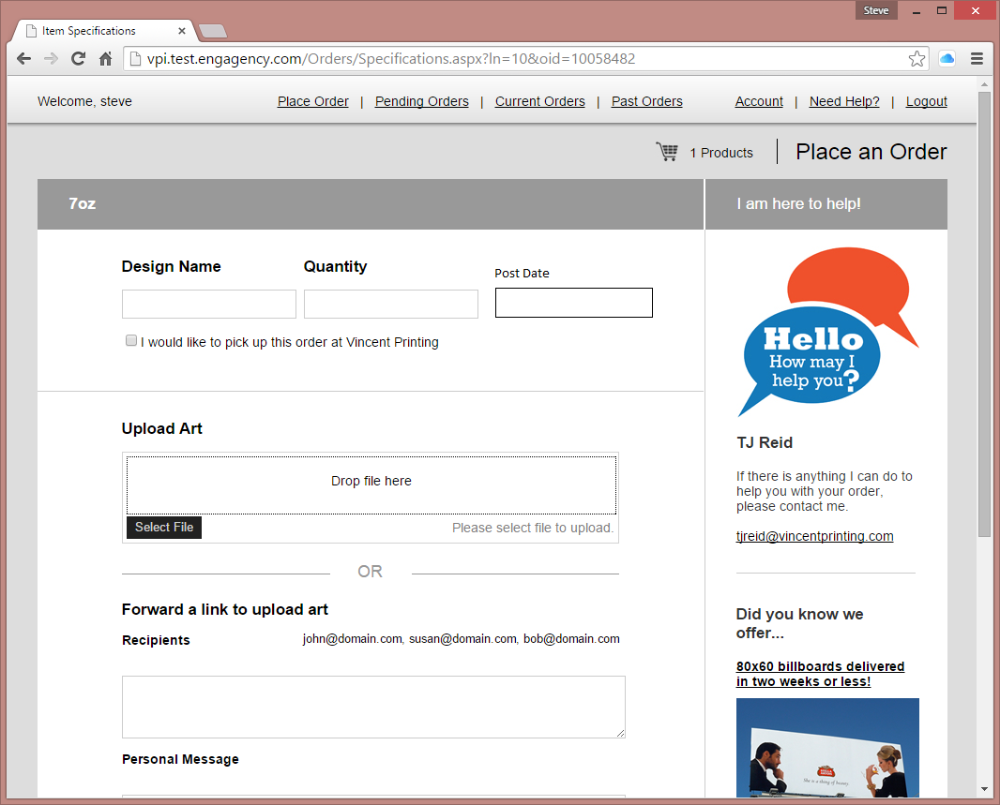 Steve
Item Specifications
vpi.test.engagency.com/Orders/Specifications.aspx?ln=10&oid=10058482
Welcome, steve
Place Order | Pending Orders | Current Orders | Past Orders
Account | Need Help? | Logout
1 Products
Place an Order
7oz
I am here to help!
Design Name
Quantity
Post Date
I would like to pick up this order at Vincent Printing
Hello
How may I
help you?
Upload Art
Drop file here
Select File
Please select file to upload.
OR
Forward a link to upload art
Recipients
john@domain.com, susan@domain.com, bob@domain.com
Personal Message
TJ Reid
If there is anything I can do to
help you with your order,
please contact me.
tjreid@vincentprinting.com
Did you know we
offer...
80x60 billboards delivered
in two weeks or less!
She is a thing of beauty